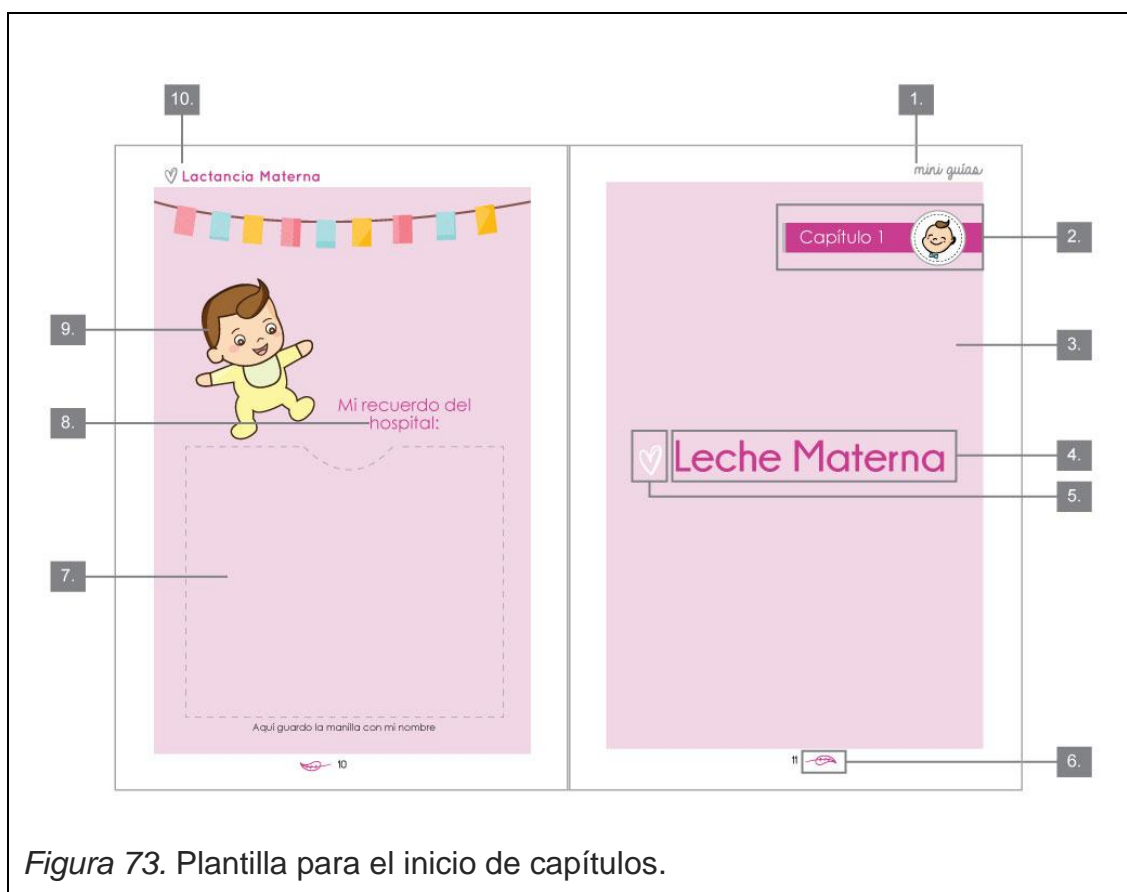 10.
1.
Lactancia Materna
mini guías
Capítulo 1
2.
9.
3.
Mi recuerdo del
hospital:
8.
Leche Materna
4.
5.
7.
Aquí guardo la manilla con mi nombre
10
11
6.
Figura 73. Plantilla para el inicio de capítulos.